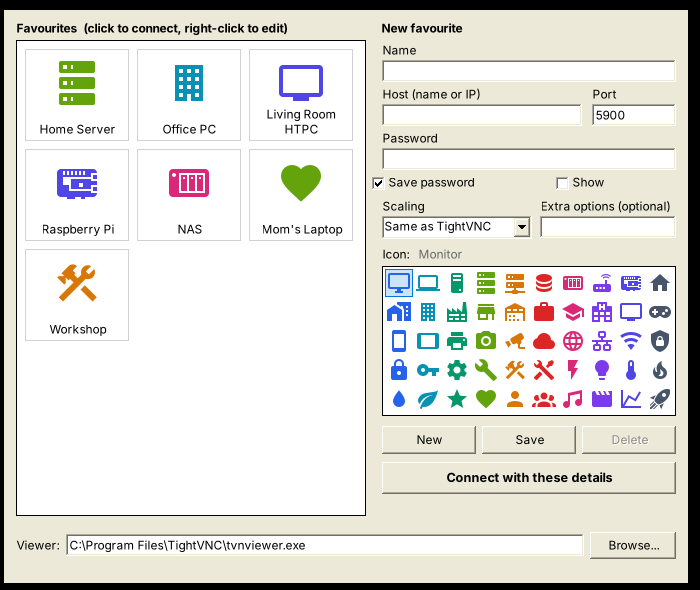 Favourites (click to connect, right-click to edit)
Home Server
Office PC
Living Room
HTPC
Raspberry Pi
NAS
Mom's Laptop
Workshop
New favourite
Name
Host (name or IP)
Port
5900
Password
Save password
Show
Scaling
Extra options (optional)
Same as TightVNC
Icon: Monitor
New
Save
Delete
Connect with these details
Viewer:
C:\Program Files\TightVNC\tvnviewer.exe
Browse...